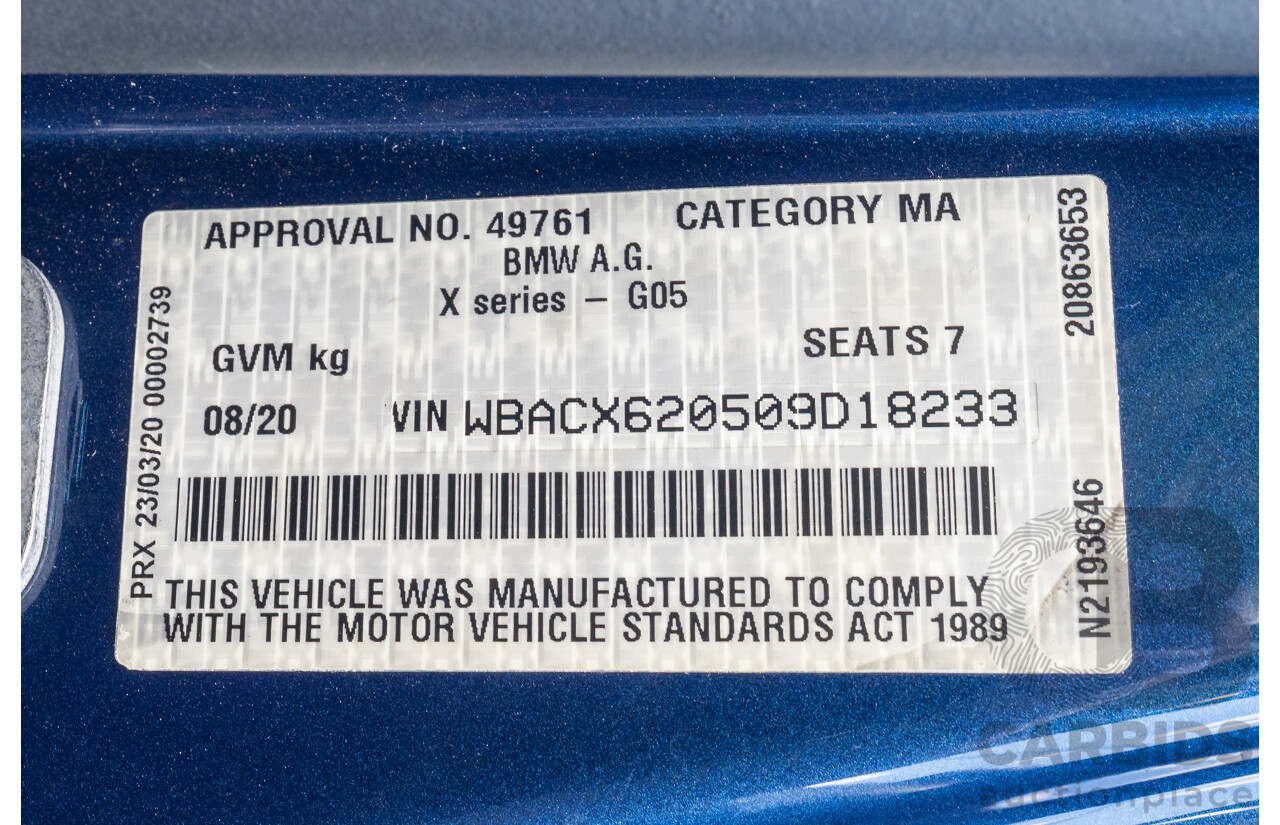 APPROVAL NO. 49761 CATEGORY MA
BMW A.G.
X series – G05
GVM kg SEATS 7
08/20 VIN WBACX620509D18233
THIS VEHICLE WAS MANUFACTURED TO COMPLY
WITH THE MOTOR VEHICLE STANDARDS ACT 1989
PRX 23/03/20 00002739
20863653
N2193646
CARBIDS
auctionplace